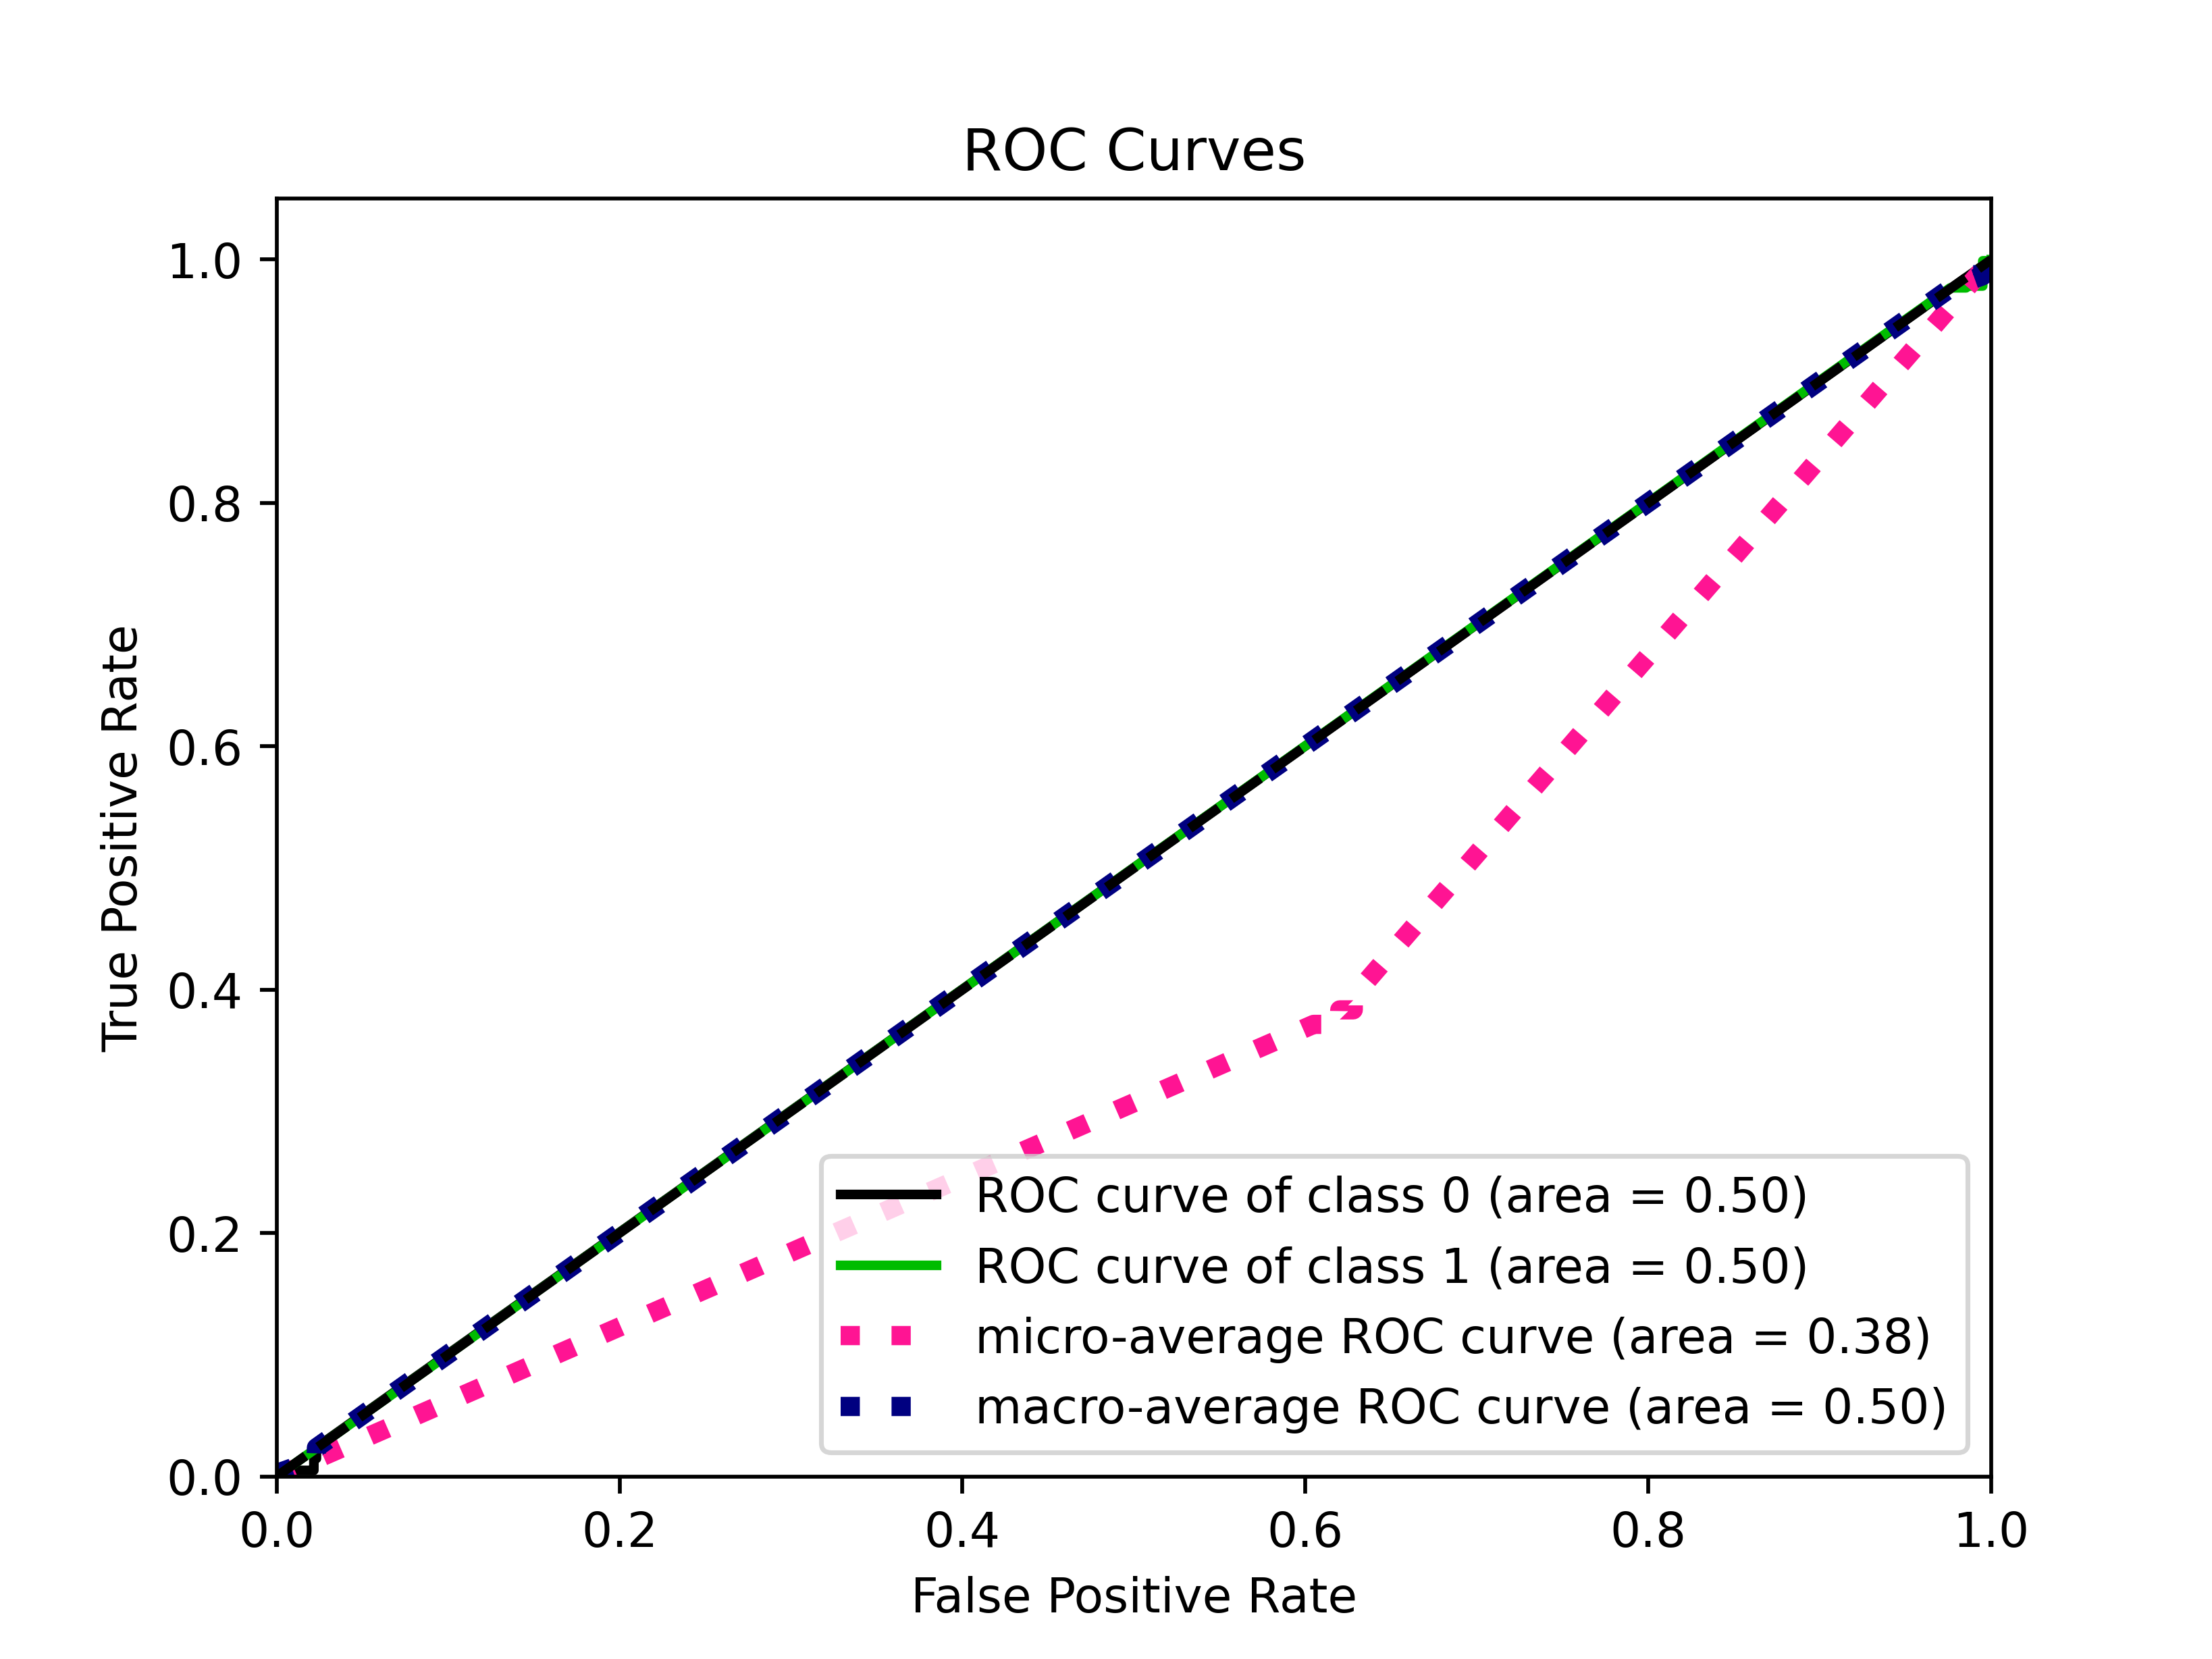 ROC Curves
True Positive Rate
1.0
0.8
0.6
0.4
0.2
0.0
ROC curve of class 0 (area = 0.50)
ROC curve of class 1 (area = 0.50)
micro-average ROC curve (area = 0.38)
macro-average ROC curve (area = 0.50)
0.0 0.2 0.4 0.6 0.8 1.0
False Positive Rate